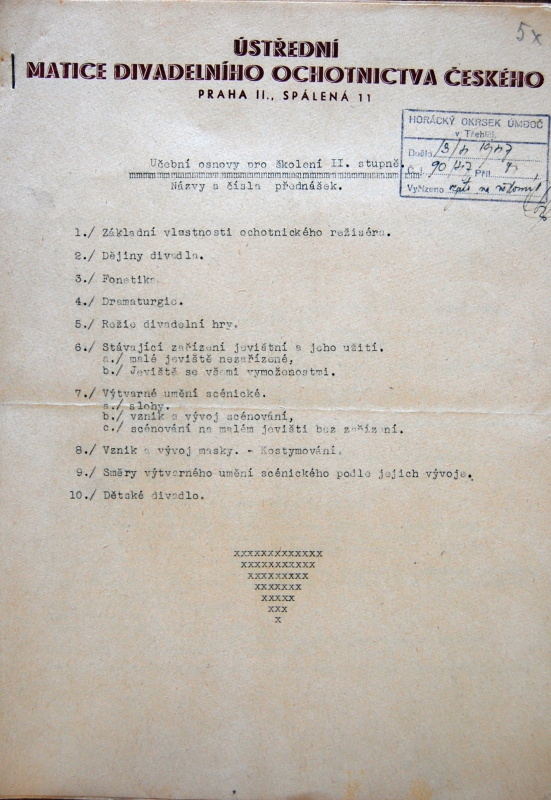 5x
ÚSTŘEDNÍ
MATICE DIVADELNÍHO OCHOTNICTVA ČESKÉHO
PRAHA II., SPÁLENÁ 11
HORÁCKÝ OKRSEK ÚMDOČ
v Třebíči.
Došlo
Č. j. 90/47 Příl.
Vyřízeno
Učební osnovy pro školení II. stupně.
Názvy a čísla přednášek.
1./ Základní vlastnosti ochotnického režiséra.
2./ Dějiny divadla.
3./ Fonetika.
4./ Dramaturgie.
5./ Režie divadelní hry.
6./ Stávající zařízení jevištní a jeho užití.
a./ malé jeviště nezařízené,
b./ Jeviště se všemi vymoženostmi.
7./ Výtvarné umění scénické.
a./ slohy.
b./ vznik a vývoj scénování,
c./ scénování na malém jevišti bez zařízení.
8./ Vznik a vývoj masky. - Kostymování.
9./ Směry výtvarného umění scénického podle jejich vývoje.
10./ Dětské divadlo.
xxxxxxxxxxxxx
xxxxxxxxxxx
xxxxxxxxx
xxxxxxx
xxxxx
xxx
x